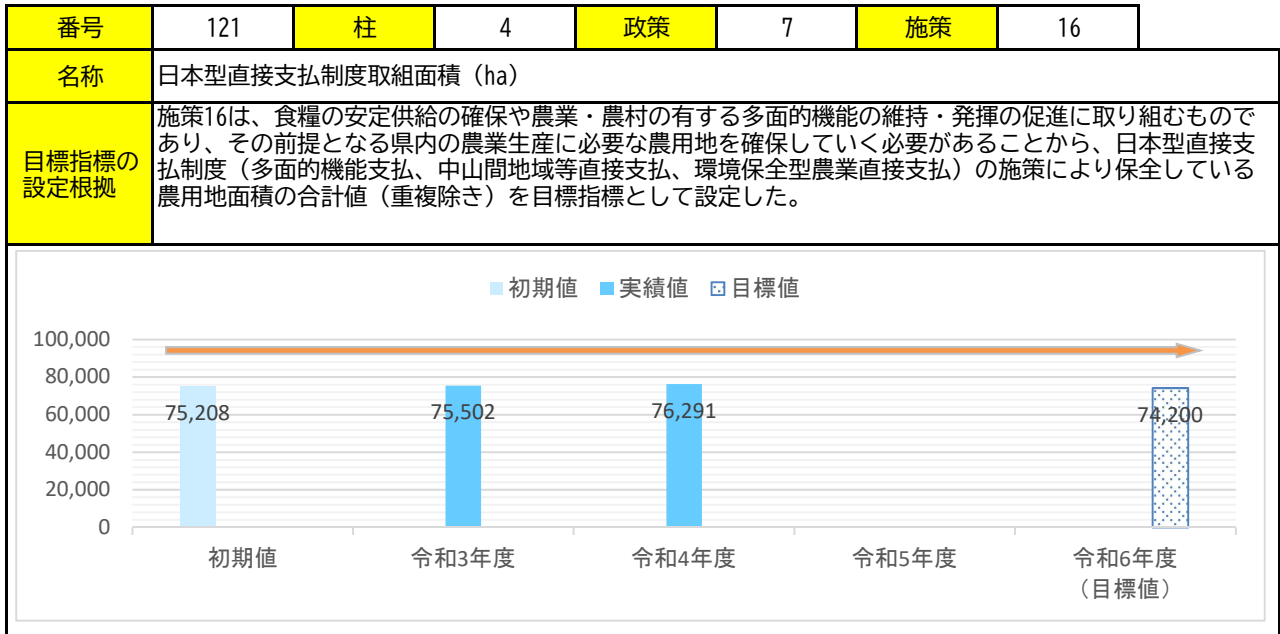 番号 121 柱 4 政策 7 施策 16
名称 日本型直接支払制度取組面積（ha）
目標指標の
設定根拠
施策16は、食糧の安定供給の確保や農業・農村の有する多面的機能の維持・発揮の促進に取り組むもので
あり、その前提となる県内の農業生産に必要な農用地を確保していく必要があることから、日本型直接支
払制度（多面的機能支払、中山間地域等直接支払、環境保全型農業直接支払）の施策により保全している
農用地面積の合計値（重複除き）を目標指標として設定した。
初期値 実績値 目標値
100,000
80,000
60,000
40,000
20,000
0
75,208 75,502 76,291 74,200
初期値 令和3年度 令和4年度 令和5年度 令和6年度
（目標値）